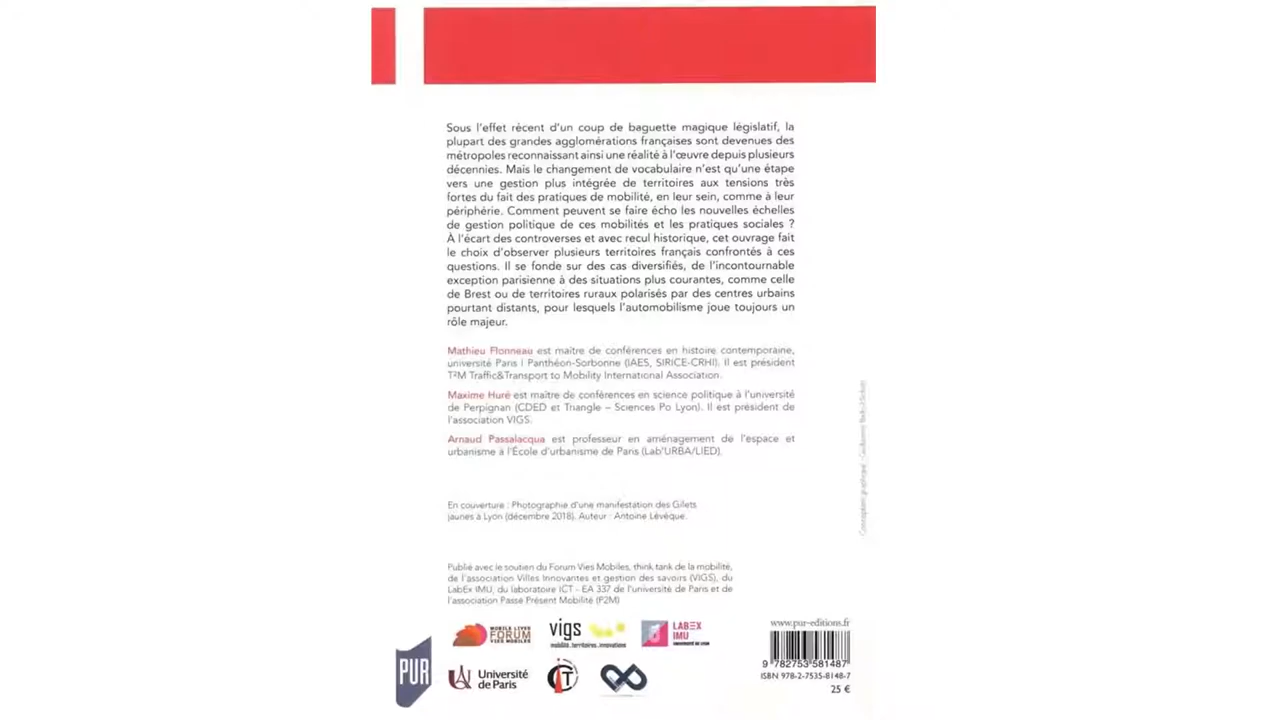 Sous l'effet récent d'un coup de baguette magique législatif, la
plupart des grandes agglomérations françaises sont devenues des
métropoles reconnaissant ainsi une réalité à l'œuvre depuis plusieurs
décennies. Mais le changement de vocabulaire n'est qu'une étape
vers une gestion plus intégrée de territoires aux tensions très
fortes du fait des pratiques de mobilité, en leur sein, comme à leur
périphérie. Comment peuvent se faire écho les nouvelles échelles
de gestion politique de ces mobilités et les pratiques sociales ?
À l'écart des controverses et avec recul historique, cet ouvrage fait
le choix d'observer plusieurs territoires français confrontés à ces
questions. Il se fonde sur des cas diversifiés, de l'incontournable
exception parisienne à des situations plus courantes, comme celle
de Brest ou de territoires ruraux polarisés par des centres urbains
pourtant distants, pour lesquels l'automobilisme joue toujours un
rôle majeur.
Mathieu Flonneau est maître de conférences en histoire contemporaine,
université Paris I Panthéon-Sorbonne (IAES, SIRICE-CRHI). Il est président
T²M Traffic&Transport to Mobility International Association.
Maxime Huré est maître de conférences en science politique à l'université
de Perpignan (CDED et Triangle – Sciences Po Lyon). Il est président de
l'association VIGS.
Arnaud Passalacqua est professeur en aménagement de l'espace et
urbanisme à l'École d'urbanisme de Paris (Lab'URBA/LIED).
En couverture : Photographie d'une manifestation des Gilets
jaunes à Lyon (décembre 2018). Auteur : Antoine Lévêque.
Publié avec le soutien du Forum Vies Mobiles, think tank de la mobilité,
de l'association Villes Innovantes et gestion des savoirs (VIGS), du
LabEx IMU, du laboratoire ICT - EA 337 de l'université de Paris et de
l'association Passé Présent Mobilité (P2M)
MOBILE LIVES
FORUM
VIES MOBILES
vigs
mobilité.territoires.innovations
LABEX
IMU
PUR
Université
de Paris
www.pur-editions.fr
9 782753 581487
ISBN 978-2-7535-8148-7
25 €
Conception graphique :